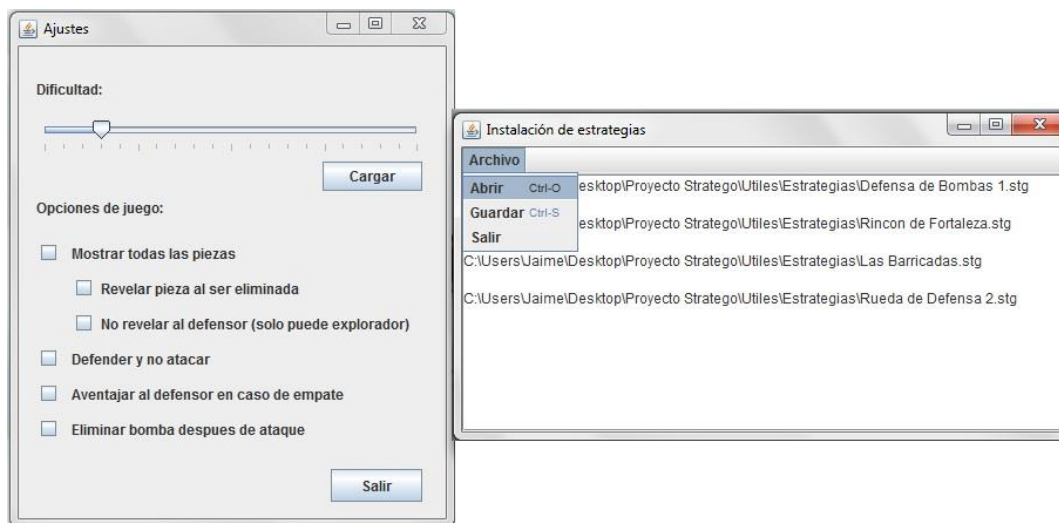 Ajustes
Dificultad:
Cargar
Opciones de juego:
Mostrar todas las piezas
Revelar pieza al ser eliminada
No revelar al defensor (solo puede explorador)
Defender y no atacar
Aventajar al defensor en caso de empate
Eliminar bomba despues de ataque
Salir
Instalación de estrategias
Archivo
Abrir Ctrl-O
Guardar Ctrl-S
Salir
esktop\Proyecto Stratego\Utiles\Estrategias\Defensa de Bombas 1.stg
esktop\Proyecto Stratego\Utiles\Estrategias\Rincon de Fortaleza.stg
C:\Users\Jaime\Desktop\Proyecto Stratego\Utiles\Estrategias\Las Barricadas.stg
C:\Users\Jaime\Desktop\Proyecto Stratego\Utiles\Estrategias\Rueda de Defensa 2.stg